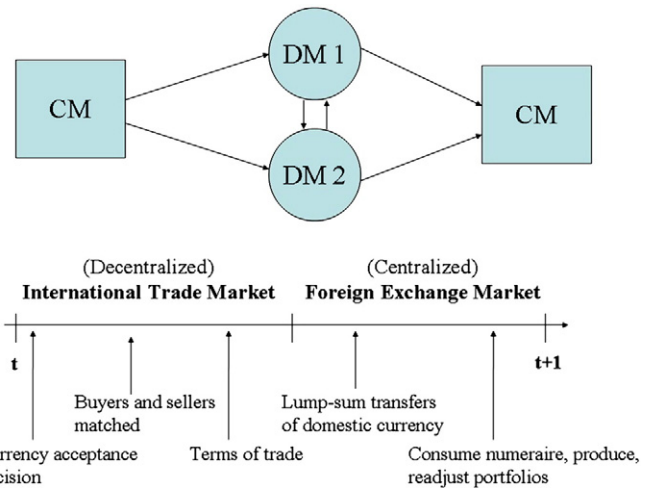 DM 1
CM
CM
DM 2
(Decentralized)
International Trade Market
(Centralized)
Foreign Exchange Market
t
t+1
Buyers and sellers
matched
Lump-sum transfers
of domestic currency
acceptance
Terms of trade
Consume numeraire, produce,
readjust portfolios